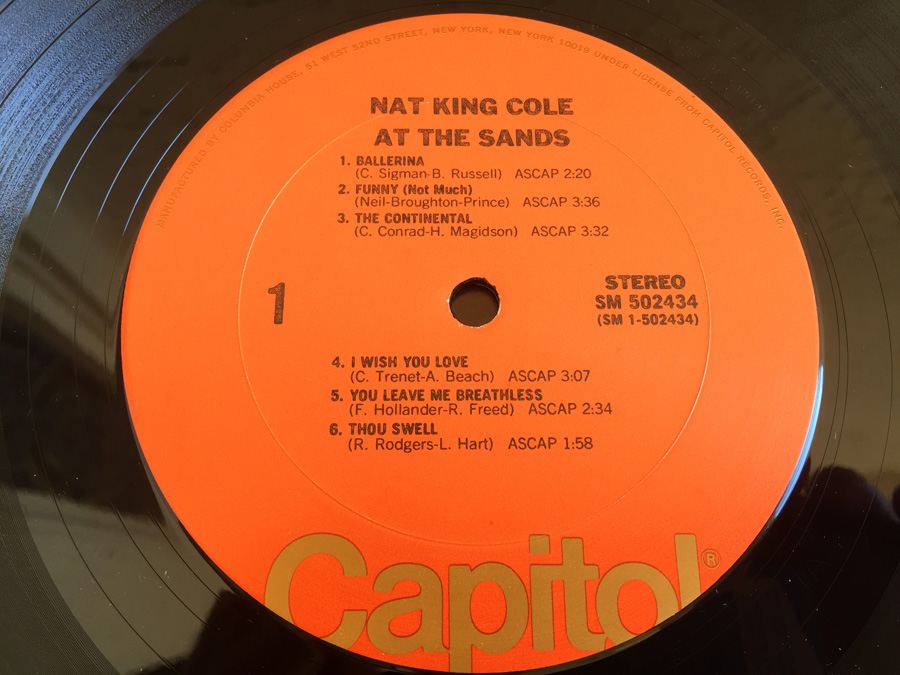 MANUFACTURED BY COLUMBIA HOUSE, 51 WEST 52ND STREET, NEW YORK, NEW YORK 10019 UNDER LICENSE FROM CAPITOL RECORDS, INC.
NAT KING COLE
AT THE SANDS
1. BALLERINA
(C. Sigman-B. Russell) ASCAP 2:20
2. FUNNY (Not Much)
(Neil-Broughton-Prince) ASCAP 3:36
3. THE CONTINENTAL
(C. Conrad-H. Magidson) ASCAP 3:32
1
STEREO
SM 502434
(SM 1-502434)
4. I WISH YOU LOVE
(C. Trenet-A. Beach) ASCAP 3:07
5. YOU LEAVE ME BREATHLESS
(F. Hollander-R. Freed) ASCAP 2:34
6. THOU SWELL
(R. Rodgers-L. Hart) ASCAP 1:58
Capitol®